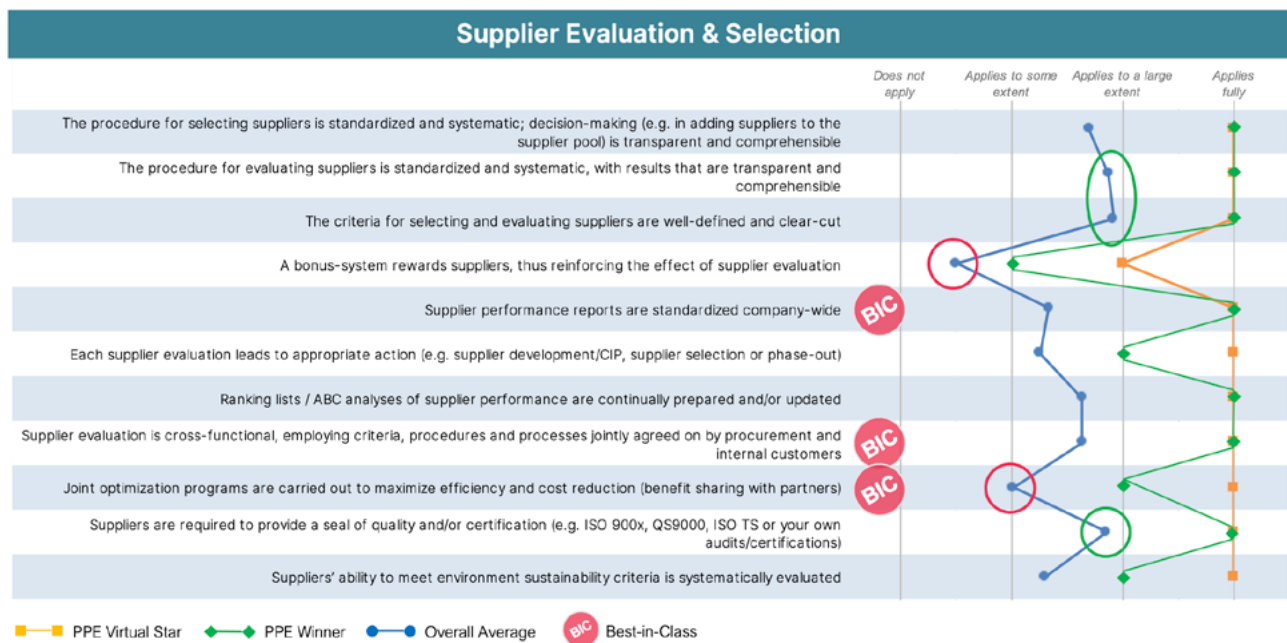 Supplier Evaluation & Selection
Does not
apply
Applies to some
extent
Applies to a large
extent
Applies
fully
The procedure for selecting suppliers is standardized and systematic; decision-making (e.g. in adding suppliers to the
supplier pool) is transparent and comprehensible
The procedure for evaluating suppliers is standardized and systematic, with results that are transparent and
comprehensible
The criteria for selecting and evaluating suppliers are well-defined and clear-cut
A bonus-system rewards suppliers, thus reinforcing the effect of supplier evaluation
Supplier performance reports are standardized company-wide
BIC
Each supplier evaluation leads to appropriate action (e.g. supplier development/CIP, supplier selection or phase-out)
Ranking lists / ABC analyses of supplier performance are continually prepared and/or updated
Supplier evaluation is cross-functional, employing criteria, procedures and processes jointly agreed on by procurement and
internal customers
BIC
Joint optimization programs are carried out to maximize efficiency and cost reduction (benefit sharing with partners)
BIC
Suppliers are required to provide a seal of quality and/or certification (e.g. ISO 900x, QS9000, ISO TS or your own
audits/certifications)
Suppliers' ability to meet environment sustainability criteria is systematically evaluated
PPE Virtual Star
PPE Winner
Overall Average
BIC
Best-in-Class